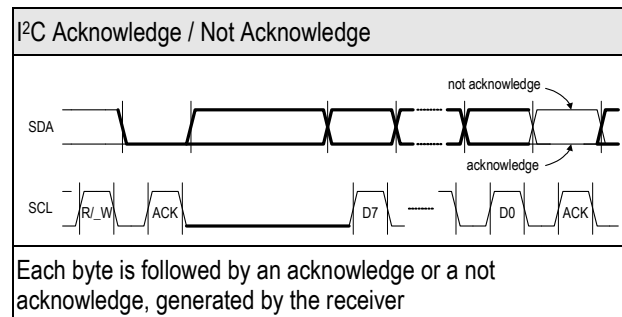 I²C Acknowledge / Not Acknowledge
not acknowledge
SDA
acknowledge
SCL R/_W ACK D7 D0 ACK
Each byte is followed by an acknowledge or a not
acknowledge, generated by the receiver